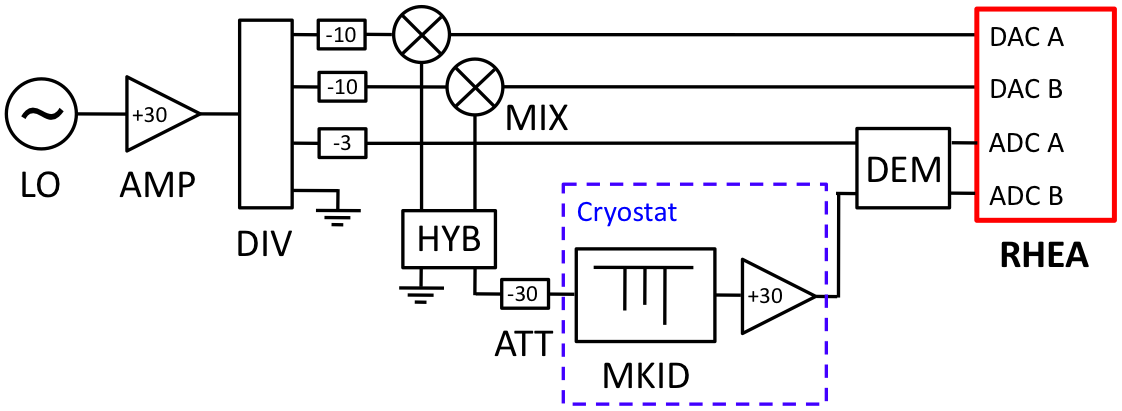 -10
DAC A
-10
DAC B
MIX
+30
-3
ADC A
DEM
LO
AMP
ADC B
Cryostat
DIV
HYB
RHEA
-30
+30
ATT
MKID